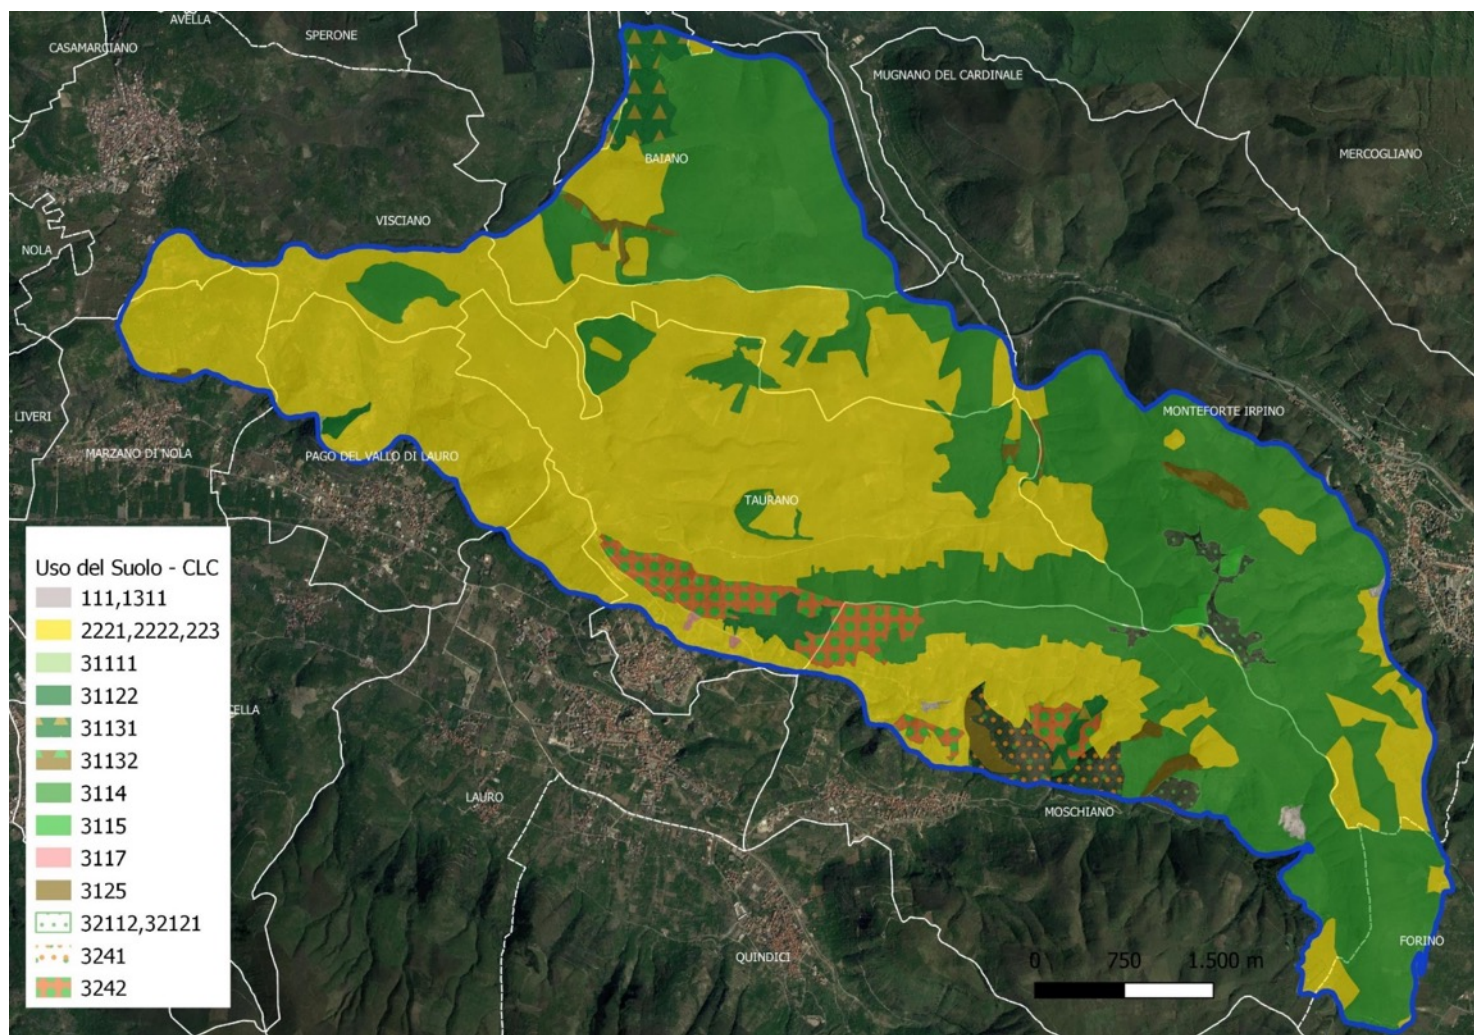 AVELLA
SPERONE
CASAMARCIANO
MUGNANO DEL CARDINALE
MERCOGLIANO
BAIANO
VISCIANO
NOLA
LIVERI
MONTEFORTE IRPINO
MARZANO DI NOLA
PAGO DEL VALLO DI LAURO
TAURANO
Uso del Suolo - CLC
111,1311
2221,2222,223
31111
31122
31131
31132
3114
3115
3117
3125
32112,32121
3241
3242
CELLA
LAURO
MOSCHIANO
QUINDICI
FORINO
0 750 1.500 m